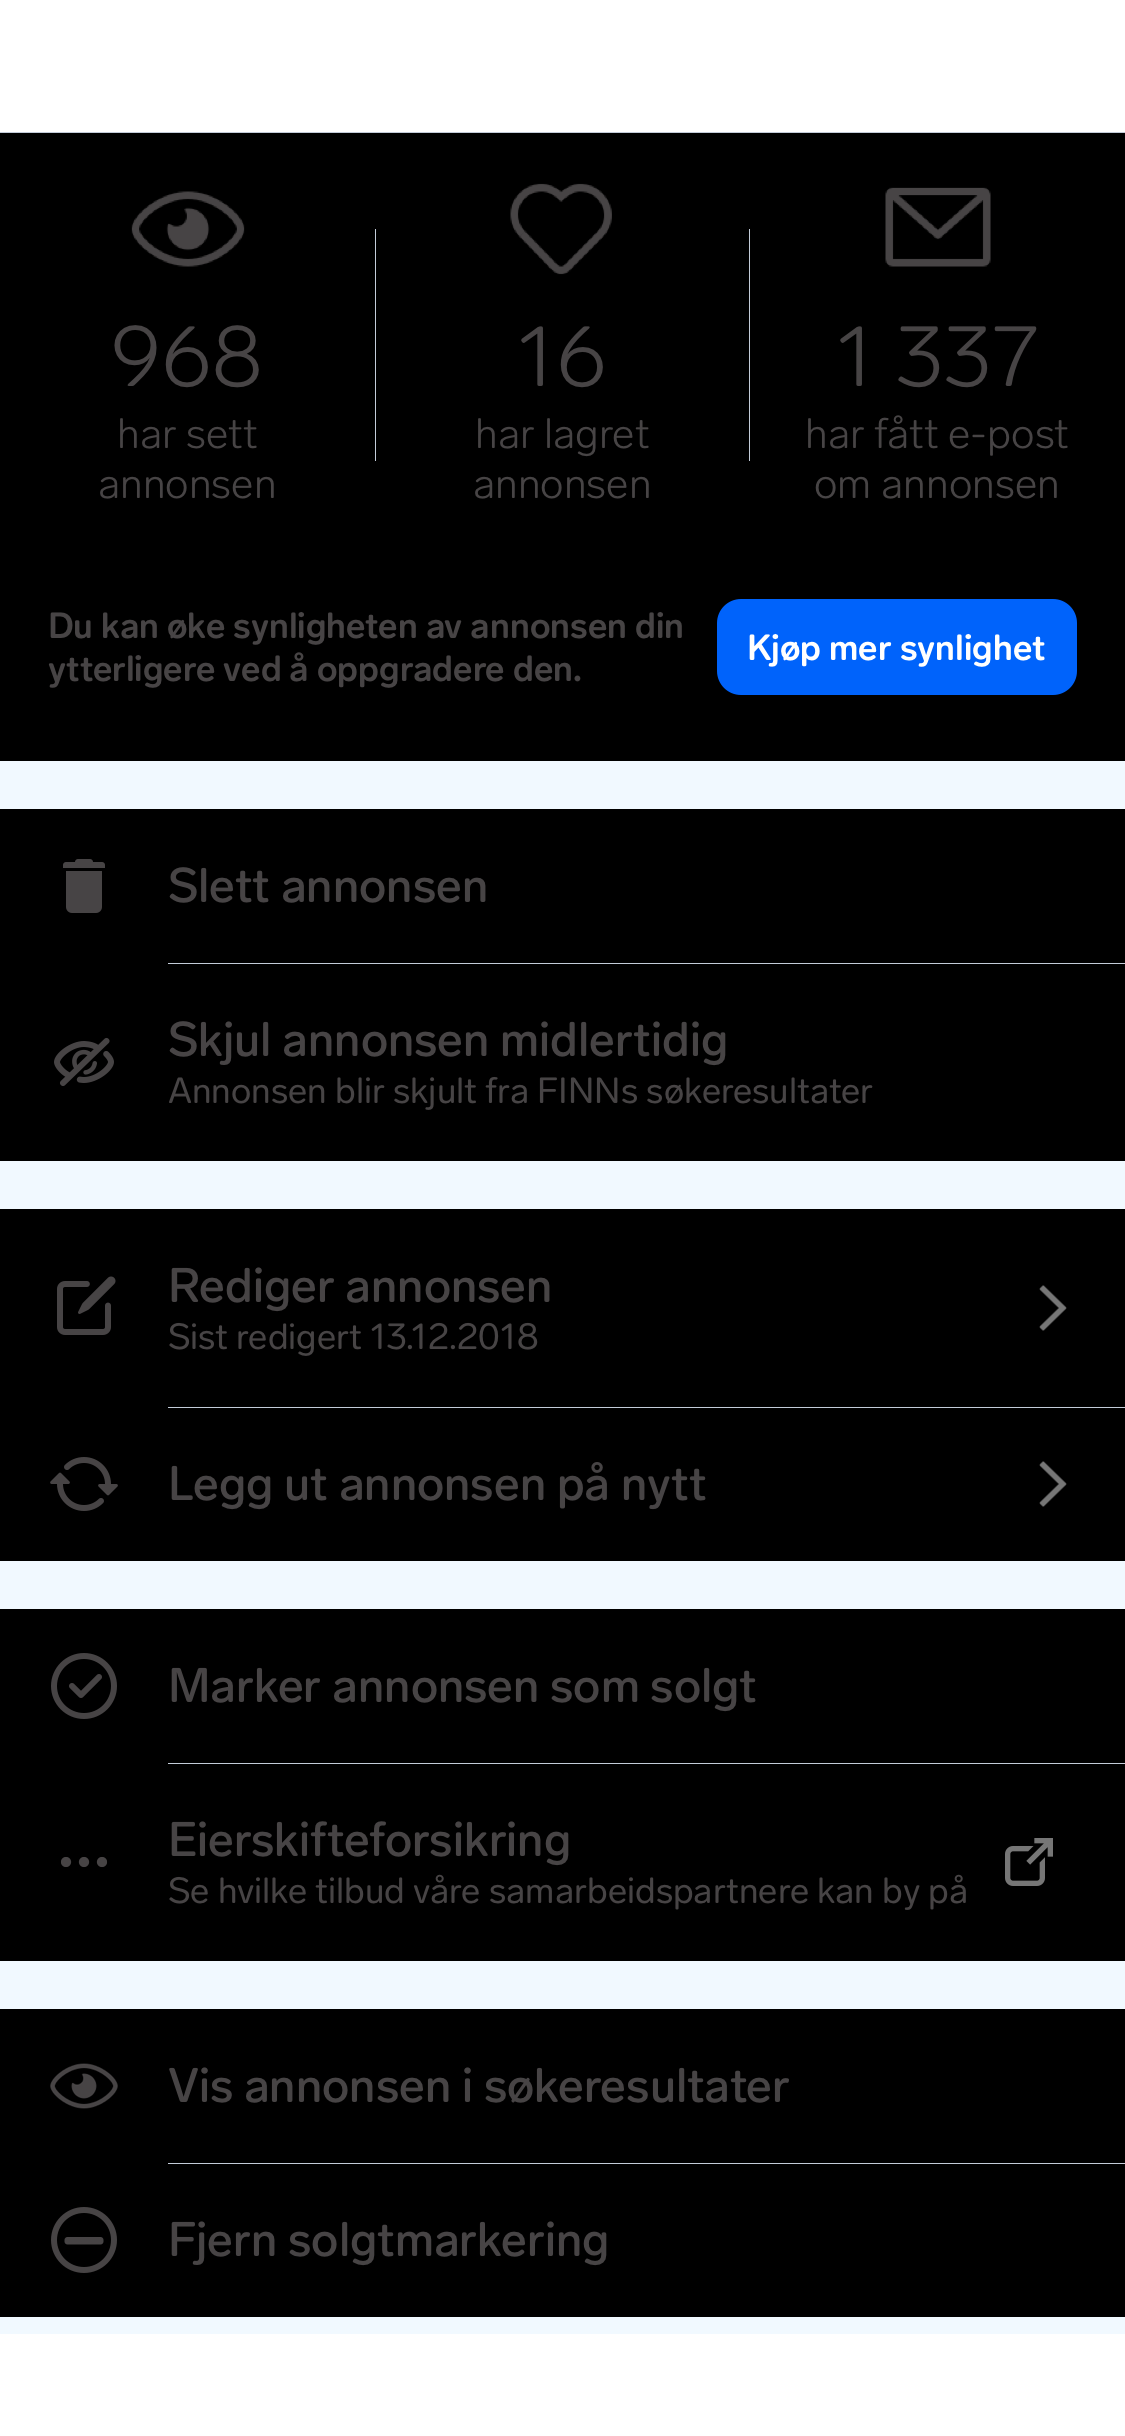 968
har sett
annonsen
16
har lagret
annonsen
1 337
har fått e-post
om annonsen
Du kan øke synligheten av annonsen din
ytterligere ved å oppgradere den.
Kjøp mer synlighet
Slett annonsen
Skjul annonsen midlertidig
Annonsen blir skjult fra FINNs søkeresultater
Rediger annonsen
Sist redigert 13.12.2018
Legg ut annonsen på nytt
Marker annonsen som solgt
Eierskifteforsikring
Se hvilke tilbud våre samarbeidspartnere kan by på
Vis annonsen i søkeresultater
Fjern solgtmarkering